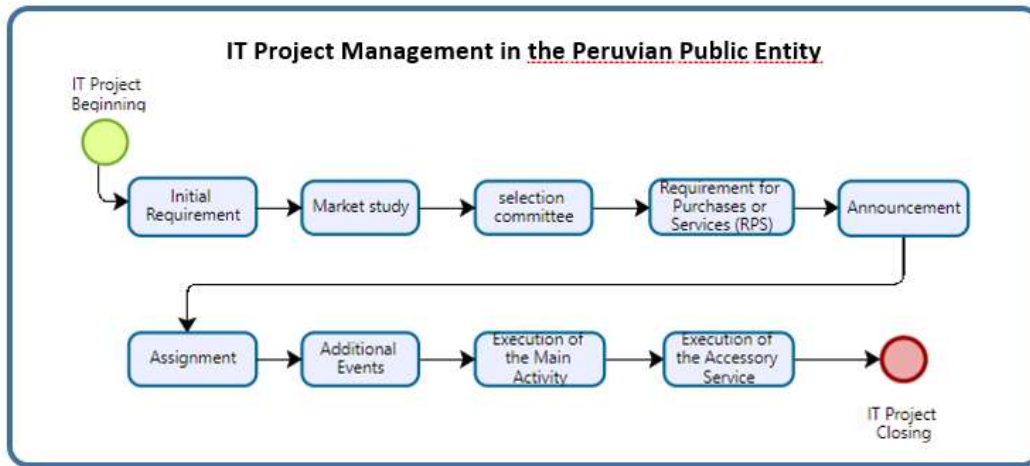 IT Project Management in the Peruvian Public Entity
IT Project
Beginning
Initial
Requirement
Market study
selection
committee
Requirement for
Purchases or
Services (RPS)
Announcement
Assignment
Additional
Events
Execution of
the Main
Activity
Execution of
the Accessory
Service
IT Project
Closing